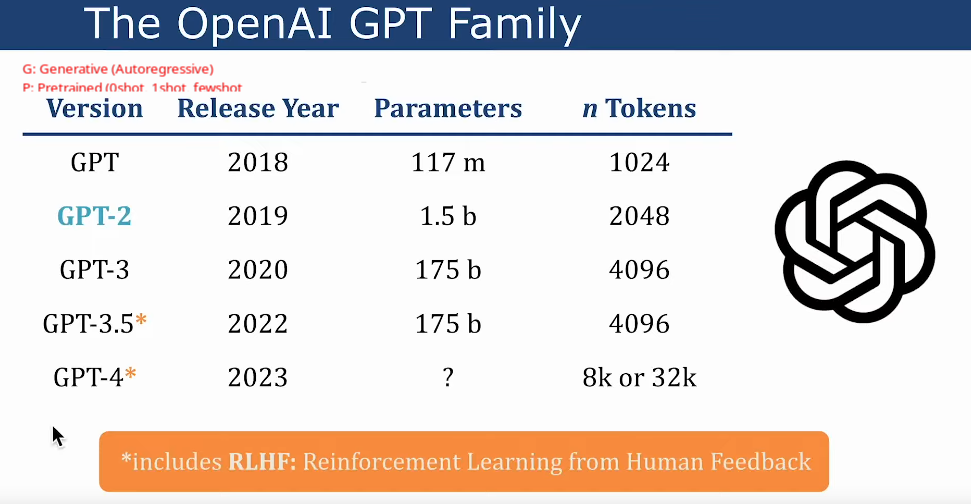 The OpenAI GPT Family
G: Generative (Autoregressive)
P: Pretrained (0shot, 1shot, fewshot
Version Release Year Parameters n Tokens
GPT 2018 117 m 1024
GPT-2 2019 1.5 b 2048
GPT-3 2020 175 b 4096
GPT-3.5* 2022 175 b 4096
GPT-4* 2023 ? 8k or 32k
*includes RLHF: Reinforcement Learning from Human Feedback